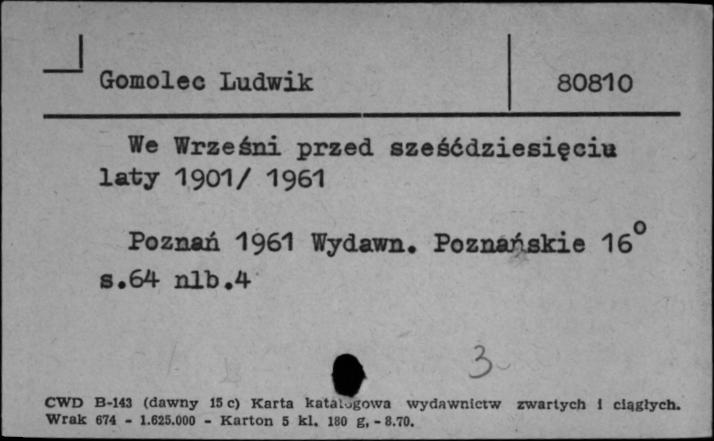 Gomolec Ludwik 80810
We Wrześni przed sześćdziesięciu
laty 1901/ 1961
Poznań 1961 Wydawn. Poznańskie 16°
s.64 nlb.4
3
CWD B-143 (dawny 15 c) Karta katalogowa wydawnictw zwartych i ciągłych.
Wrak 674 - 1.625.000 - Karton 5 kl. 180 g, - 8.70.